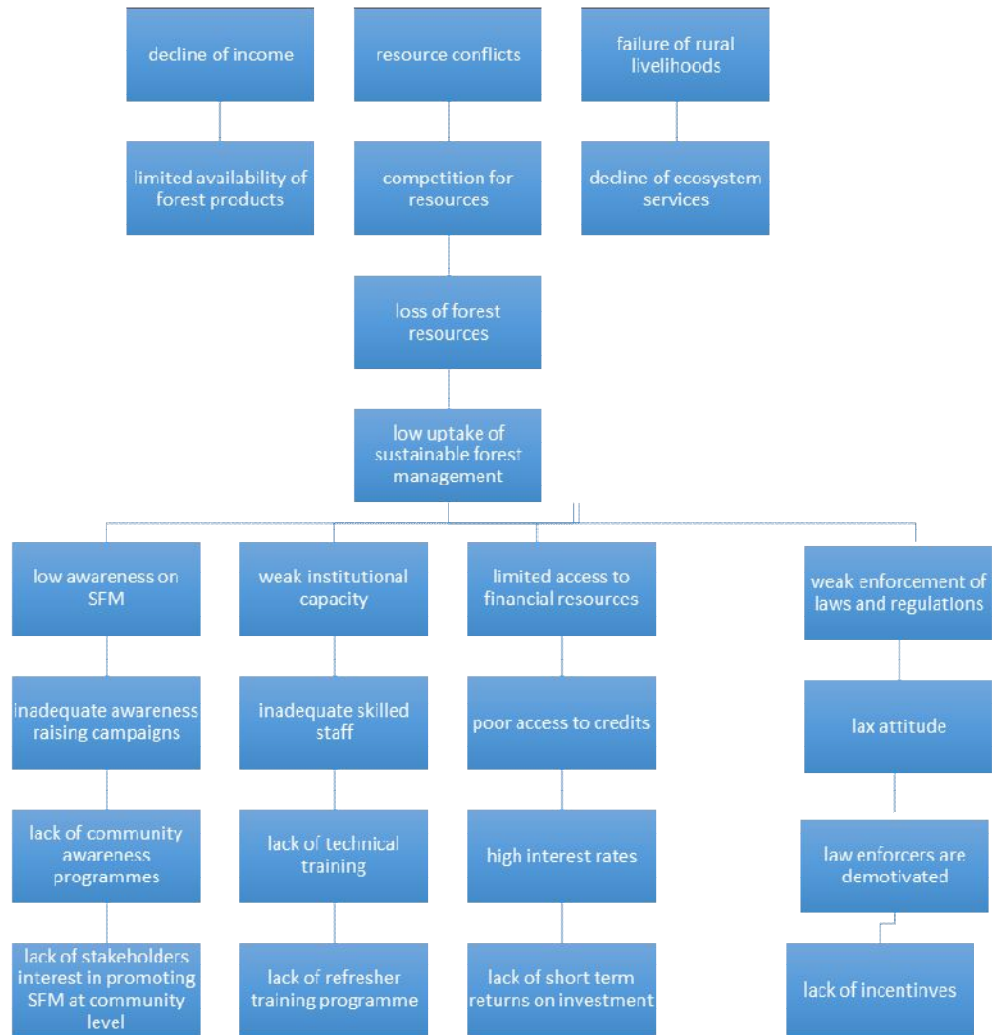 decline of income
resource conflicts
failure of rural
livelihoods
limited availability of
forest products
competition for
resources
decline of ecosystem
services
loss of forest
resources
low uptake of
sustainable forest
management
low awareness on
SFM
weak institutional
capacity
limited access to
financial resources
weak enforcement of
laws and regulations
inadequate awareness
raising campaigns
inadequate skilled
staff
poor access to credits
lax attitude
lack of community
awareness
programmes
lack of technical
training
high interest rates
law enforcers are
demotivated
lack of stakeholders
interest in promoting
SFM at community
level
lack of refresher
training programme
lack of short term
returns on investment
lack of incentinves